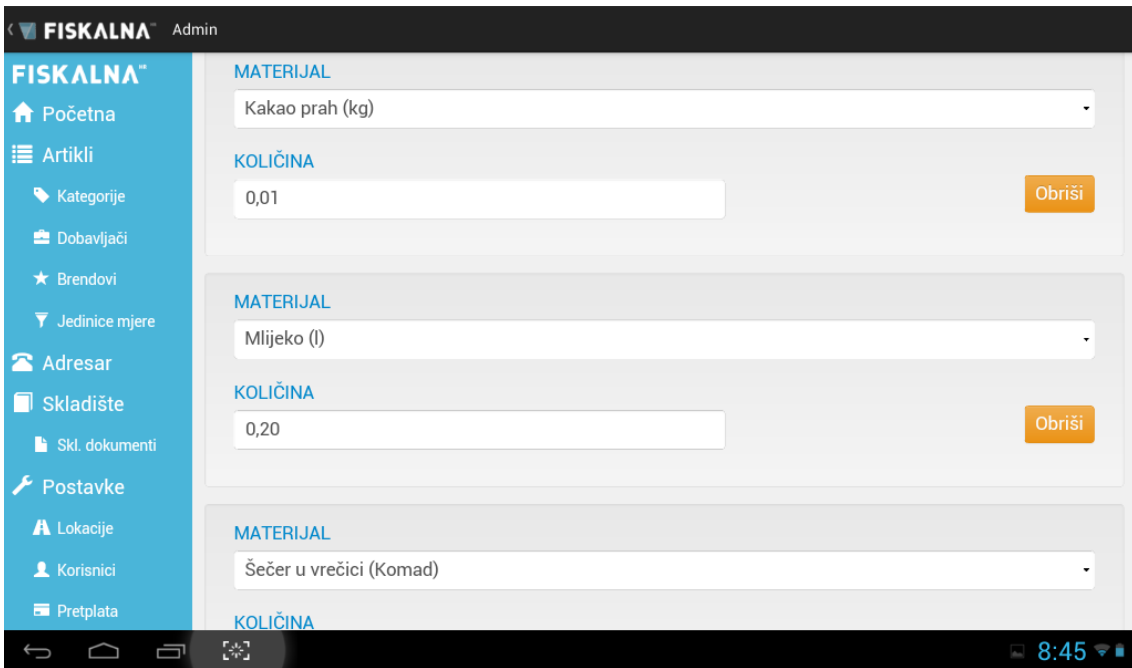 FISKALNA Admin
FISKALNA
Početna
Artikli
Kategorije
Dobavljači
Brendovi
Jedinice mjere
Adresar
Skladište
Skl. dokumenti
Postavke
Lokacije
Korisnici
Pretplata
MATERIJAL
Kakao prah (kg)
KOLIČINA
0,01
Obriši
MATERIJAL
Mlijeko (l)
KOLIČINA
0,20
Obriši
MATERIJAL
Šečer u vrečici (Komad)
KOLIČINA
8:45